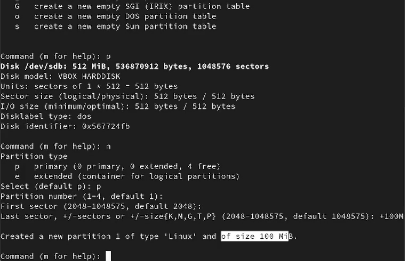 G   create a new empty SGI (IRIX) partition table
o   create a new empty DOS partition table
s   create a new empty Sun partition table
Command (m for help): p
Disk /dev/sdb: 512 MiB, 536870912 bytes, 1048576 sectors
Disk model: VBOX HARDDISK
Units: sectors of 1 * 512 = 512 bytes
Sector size (logical/physical): 512 bytes / 512 bytes
I/O size (minimum/optimal): 512 bytes / 512 bytes
Disklabel type: dos
Disk identifier: 0x567724fb
Command (m for help): n
Partition type
p   primary (0 primary, 0 extended, 4 free)
e   extended (container for logical partitions)
Select (default p): p
Partition number (1-4, default 1):
First sector (2048-1048575, default 2048):
Last sector, +/-sectors or +/-size{K,M,G,T,P} (2048-1048575, default 1048575): +100M
Created a new partition 1 of type 'Linux' and of size 100 MiB.
Command (m for help):